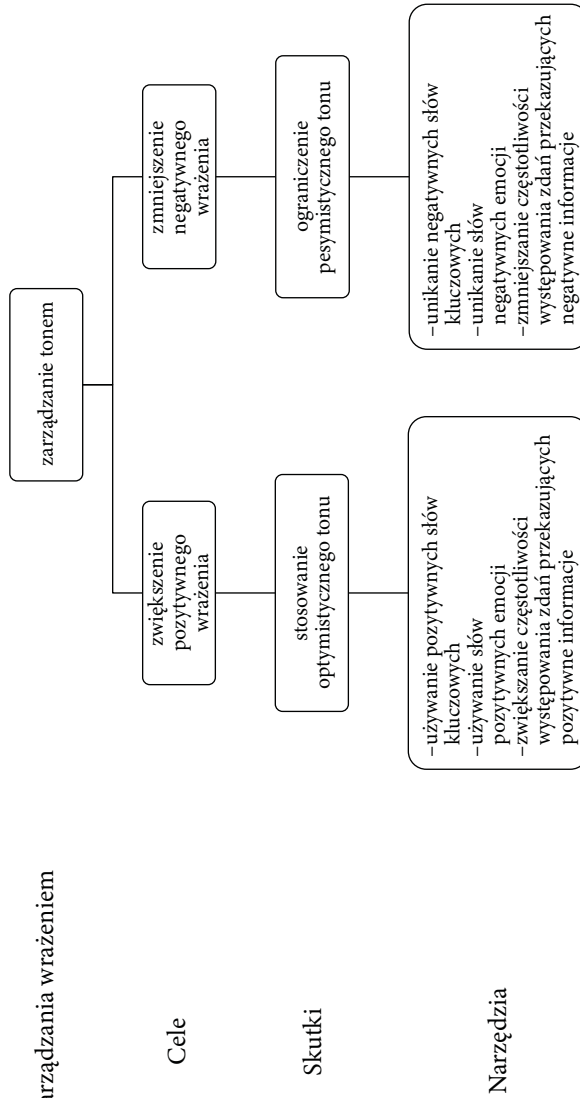 arządzania wrażeniem
zarządzanie tonem
Cele
zwiększenie
pozytywnego
wrażenia
zmniejszenie
negatywnego
wrażenia
Skutki
stosowanie
optymistycznego tonu
ograniczenie
pesymistycznego tonu
Narzędzia
–używanie pozytywnych słów
kluczowych
–używanie słów
pozytywnych emocji
–zwiększanie częstotliwości
występowania zdań przekazujących
pozytywne informacje
–unikanie negatywnych słów
kluczowych
–unikanie słów
negatywnych emocji
–zmniejszanie częstotliwości
występowania zdań przekazujących
negatywne informacje